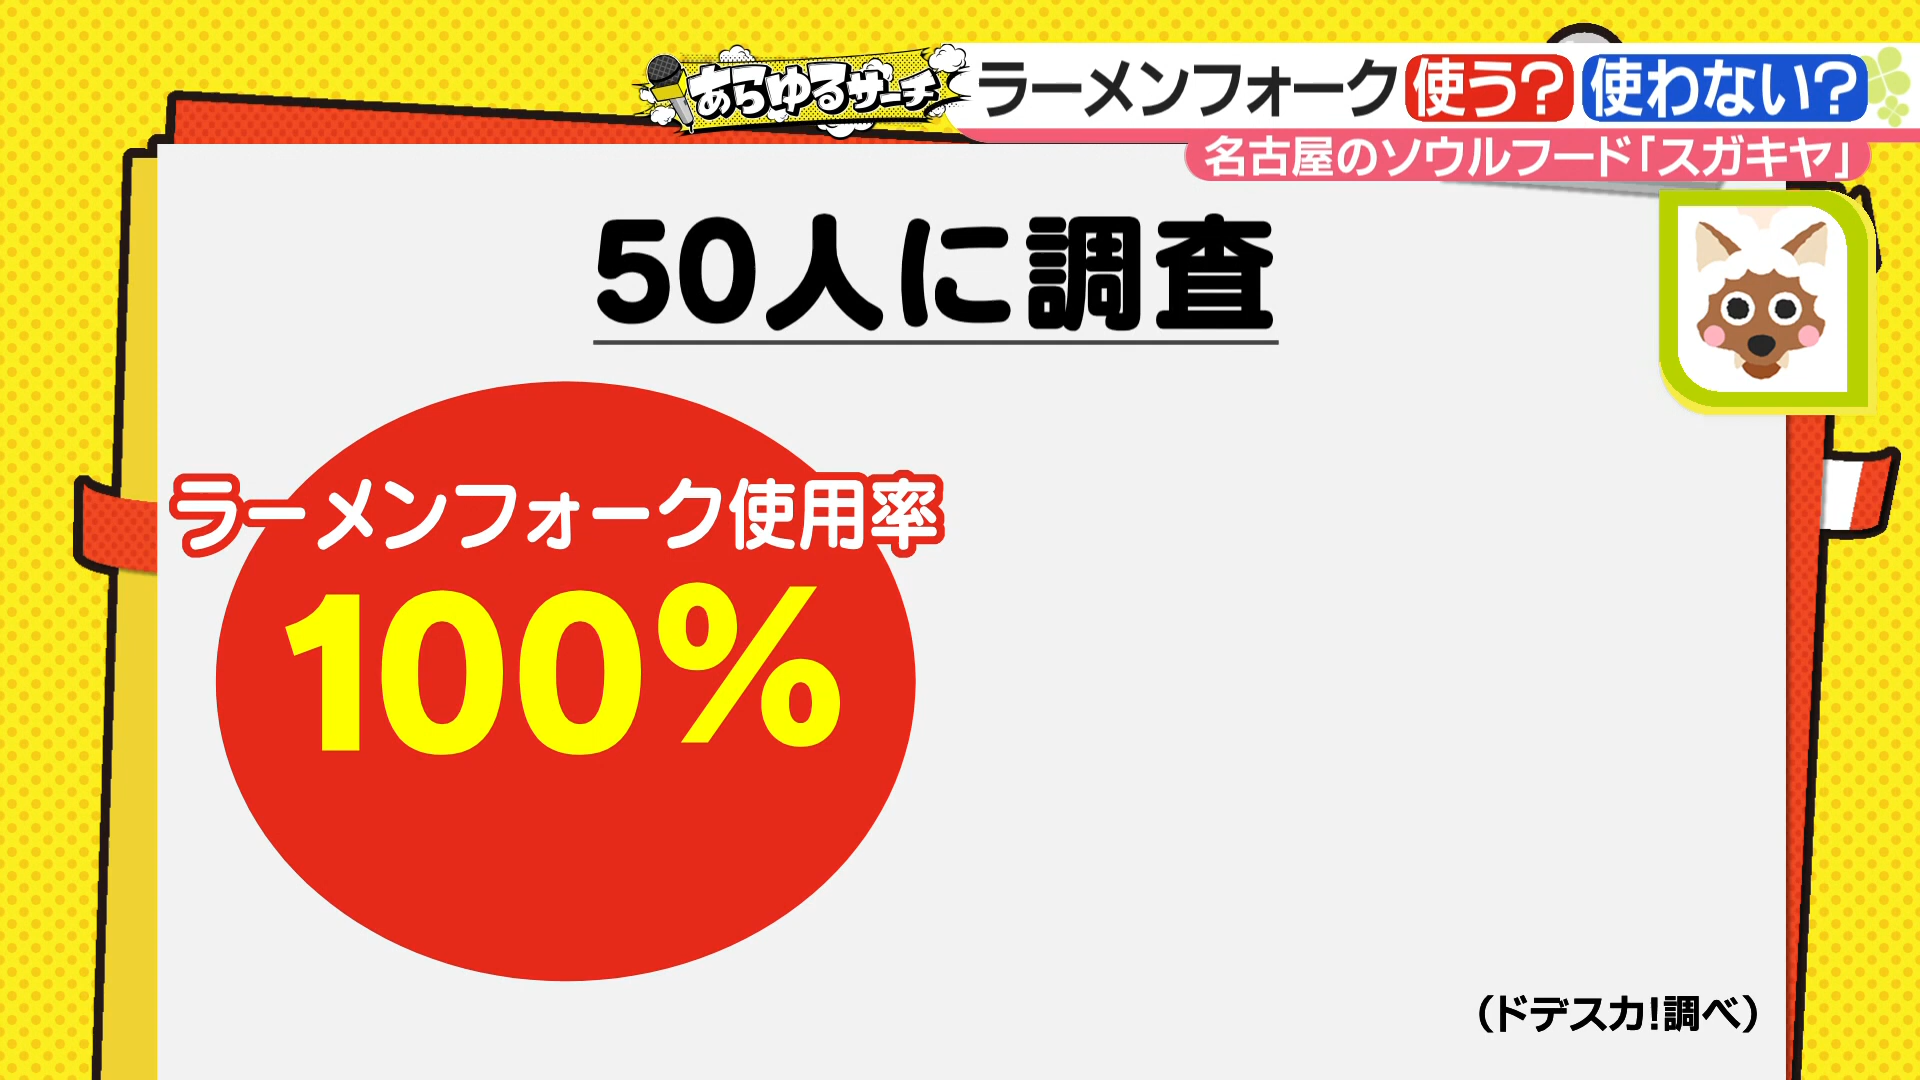 あらゆるサーチ
ラーメンフォーク 使う? 使わない?
名古屋のソウルフード「スガキヤ」
50人に調査
ラーメンフォーク使用率
100%
（ドデスカ!調べ）